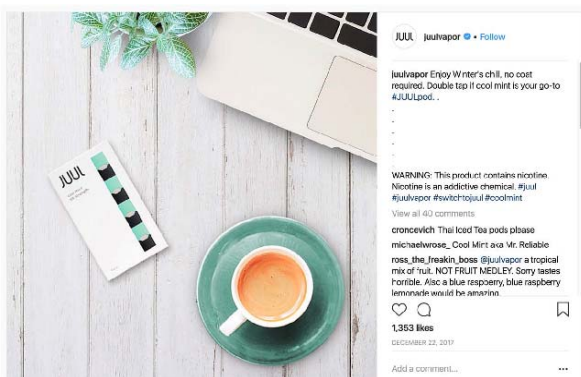 JUUL
juulvapor • Follow
juulvapor Enjoy Winter's chill, no coat
required. Double tap if cool mint is your go-to
#JUULpod. .
.
.
.
.
.
WARNING: This product contains nicotine.
Nicotine is an addictive chemical. #juul
#juulvapor #switchtojuul #coolmint
View all 40 comments
croncevich Thai Iced Tea pods please
michaelwrose_ Cool Mint aka Mr. Reliable
ross_the_freakin_boss @juulvapor a tropical
mix of fruit. NOT FRUIT MEDLEY. Sorry tastes
horrible. Also a blue raspberry, blue raspberry
lemonade would be amazing.
1,353 likes
DECEMBER 22, 2017
Add a comment...
JUUL